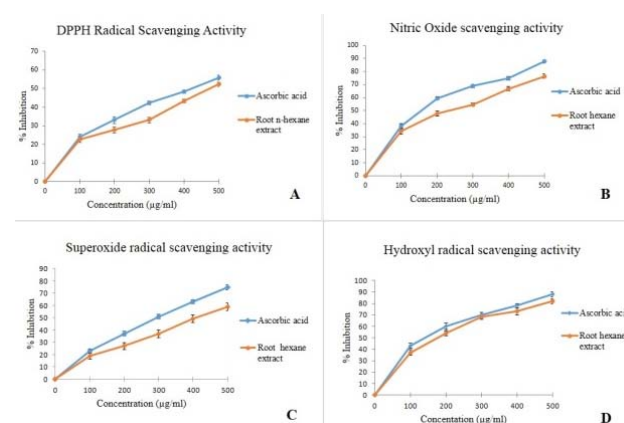 DPPH Radical Scavenging Activity
70
60
50
40
30
20
10
0
% Inhibition
0 100 200 300 400 500
Concentration (µg/ml)
Ascorbic acid
Root n-hexane
extract
A
Nitric Oxide scavenging activity
100
90
80
70
60
50
40
30
20
10
0
% Inhibition
0 100 200 300 400 500
Concentration (µg/ml)
Ascorbic acid
Root hexane
extract
B
Superoxide radical scavenging activity
90
80
70
60
50
40
30
20
10
0
% Inhibition
0 100 200 300 400 500
Concentration (µg/ml)
Ascorbic acid
Root hexane
extract
C
Hydroxyl radical scavenging activity
100
90
80
70
60
50
40
30
20
10
0
% Inhibition
0 100 200 300 400 500
Concentration (µg/ml)
Ascorbic ac
Root hexane
extract
D